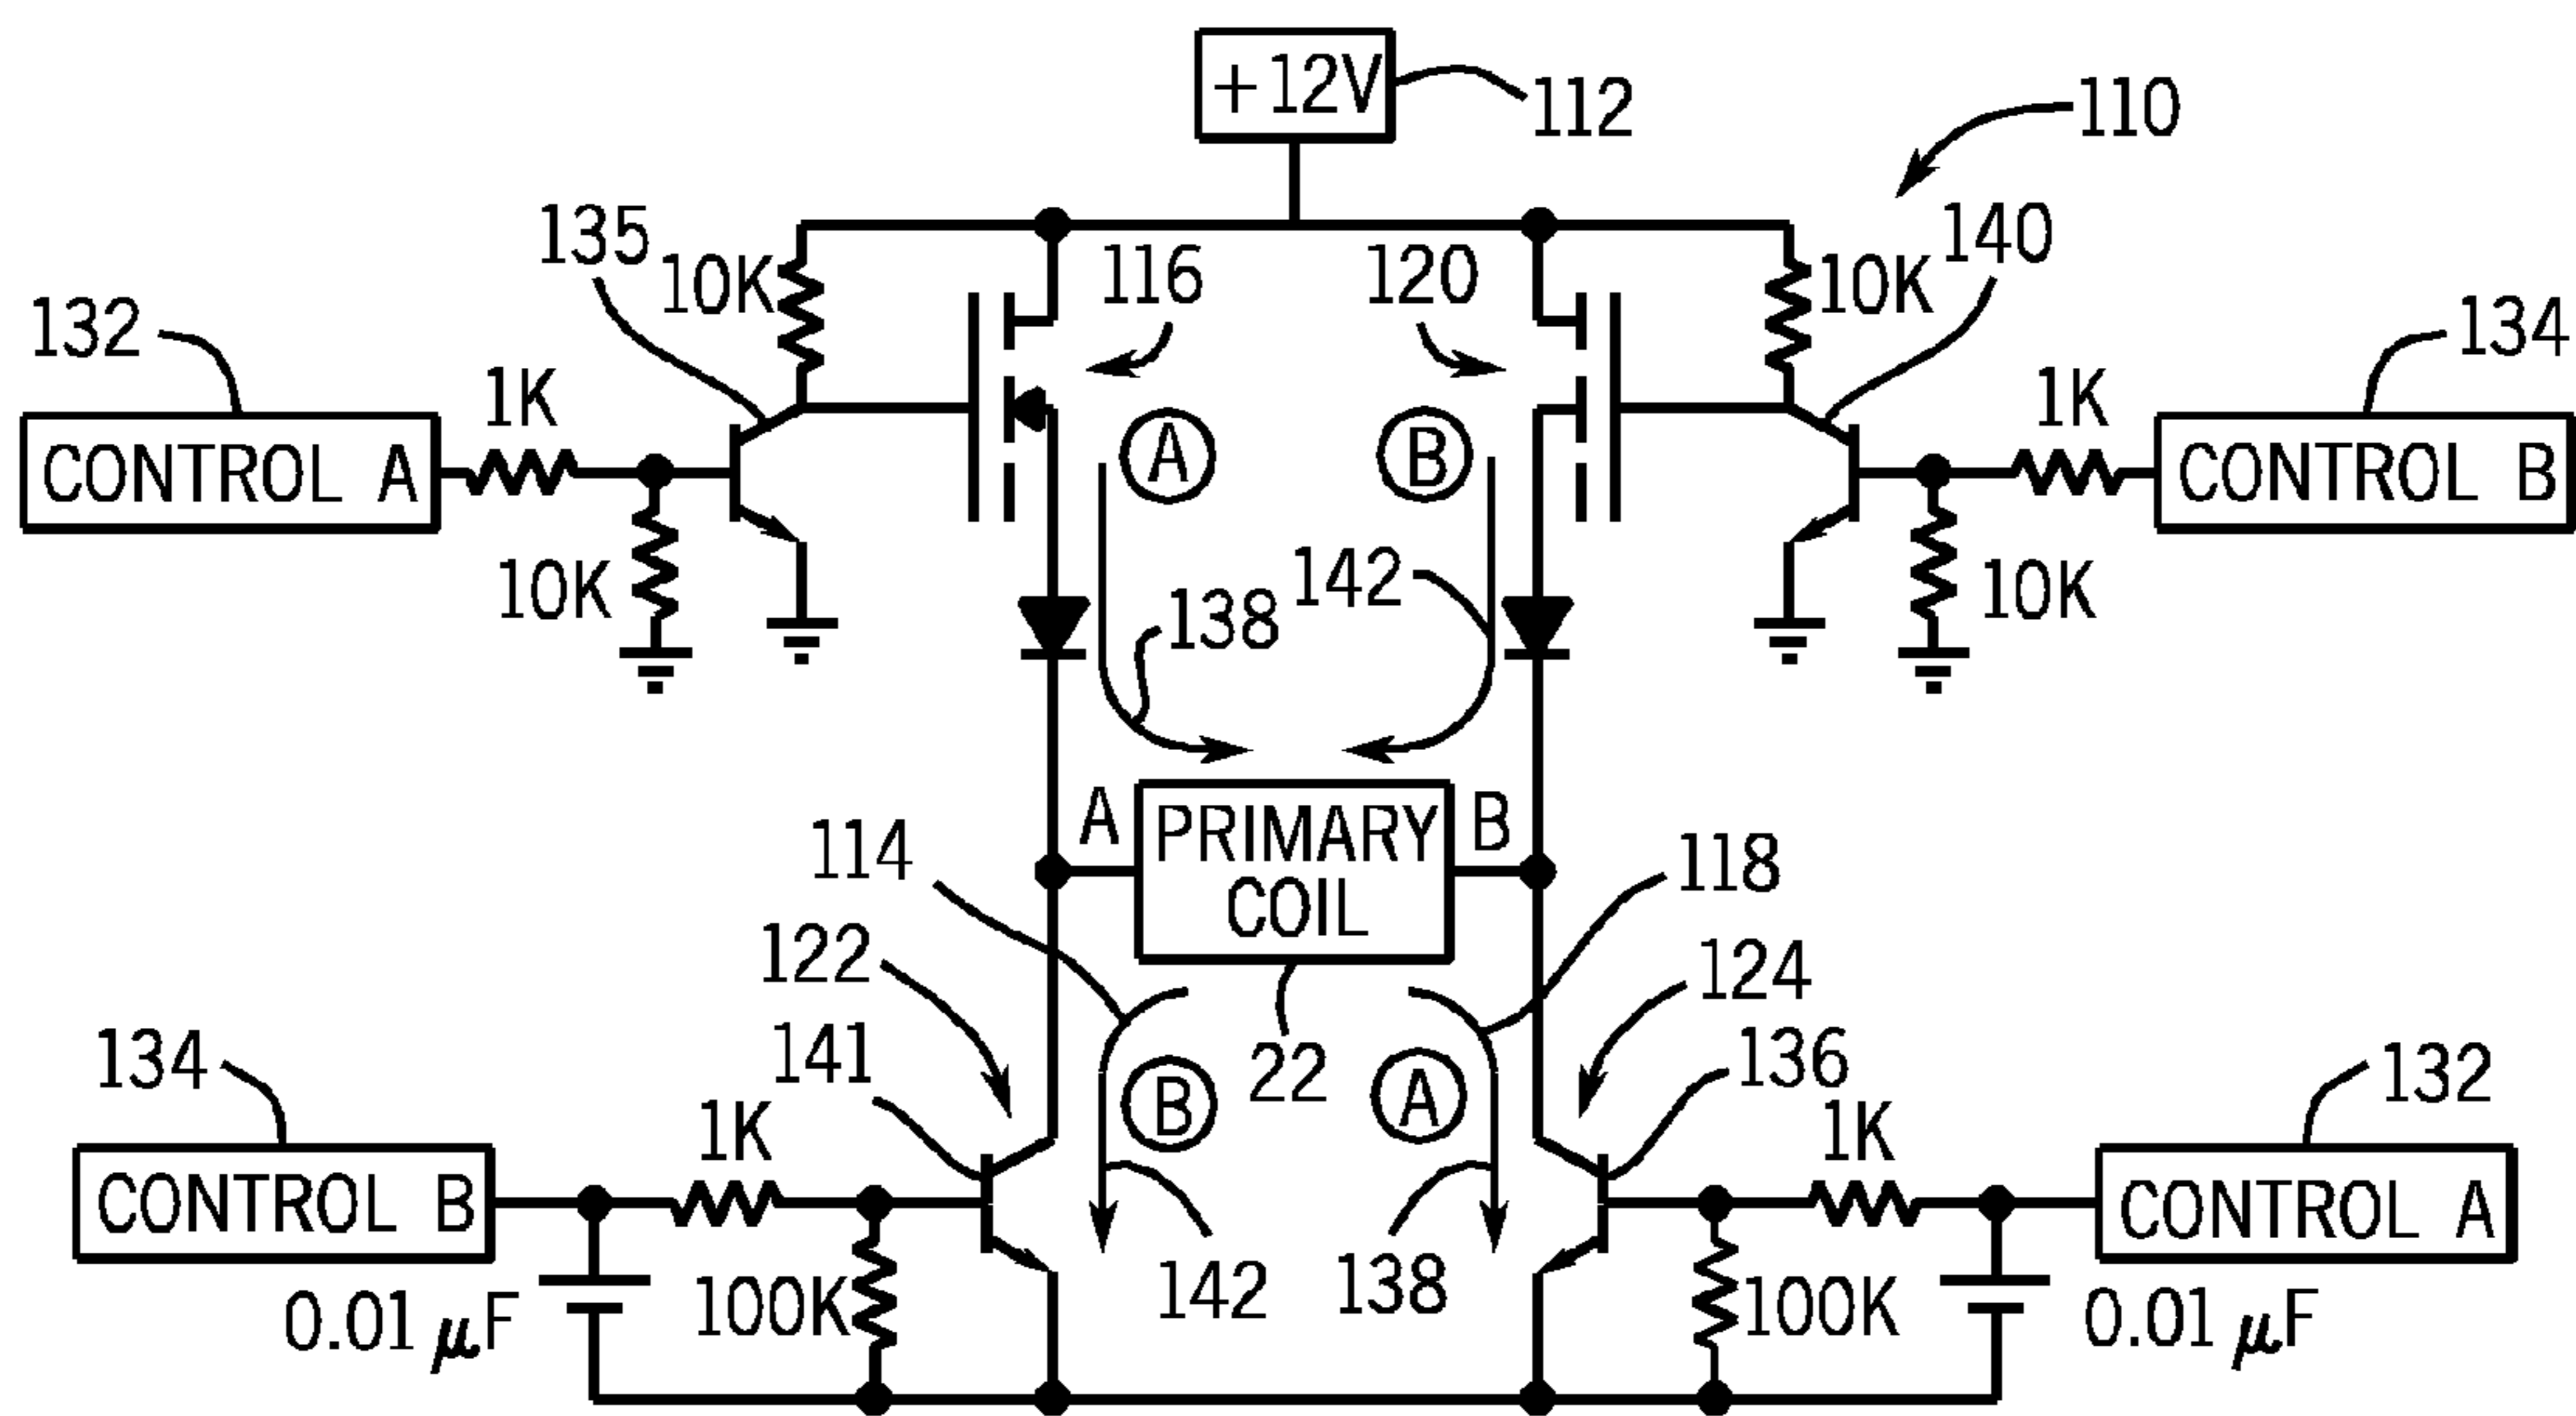 +12V
112
110
135
10K
116
120
10K
140
132
134
1K
1K
CONTROL A
A
B
CONTROL B
10K
142
138
10K
A
PRIMARY
COIL
B
114
118
122
124
141
22
136
134
B
A
132
1K
1K
CONTROL B
CONTROL A
0.01 μF
100K
142
138
100K
0.01 μF